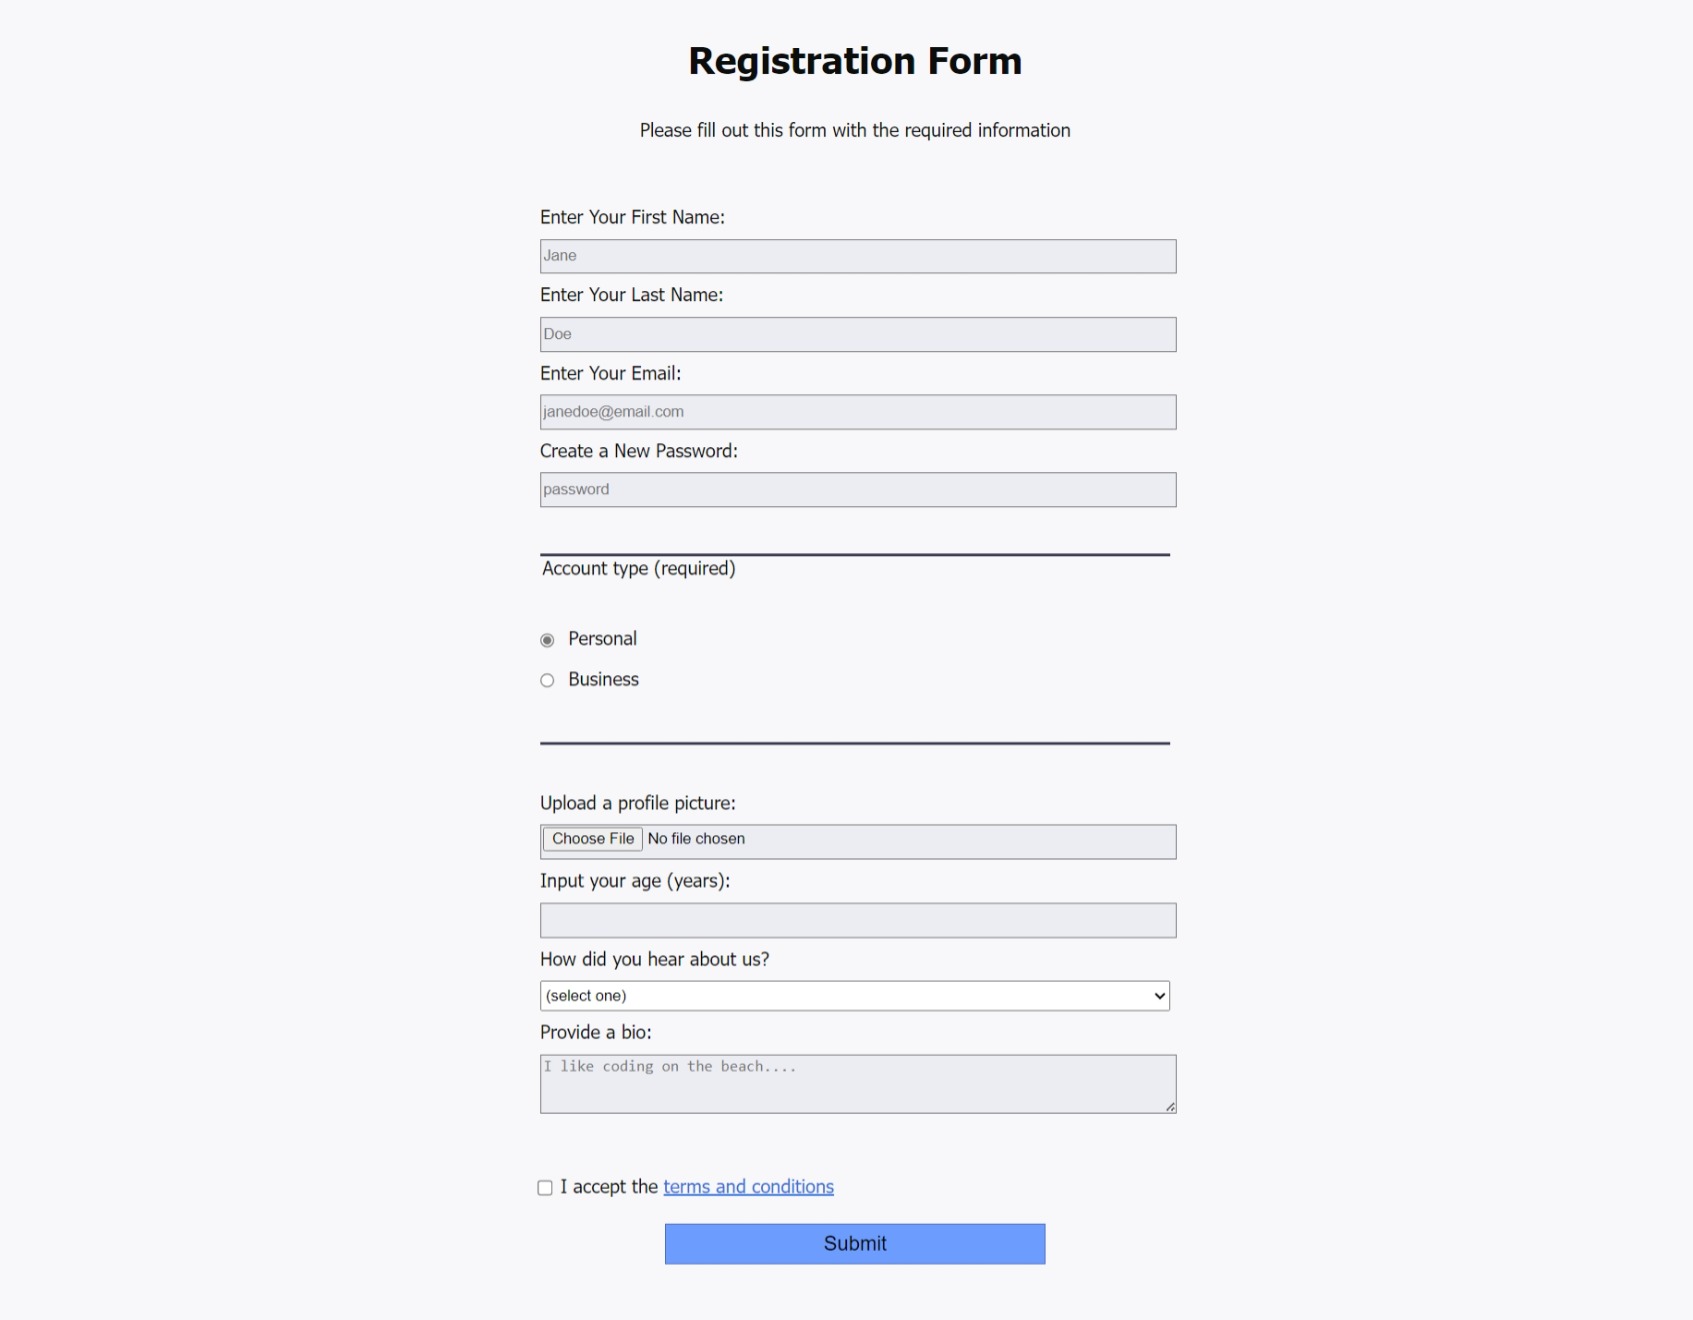 Registration Form
Please fill out this form with the required information
Enter Your First Name:
Jane
Enter Your Last Name:
Doe
Enter Your Email:
janedoe@email.com
Create a New Password:
password
Account type (required)
Personal
Business
Upload a profile picture:
Choose File No file chosen
Input your age (years):
How did you hear about us?
(select one)
Provide a bio:
I like coding on the beach....
I accept the terms and conditions
Submit